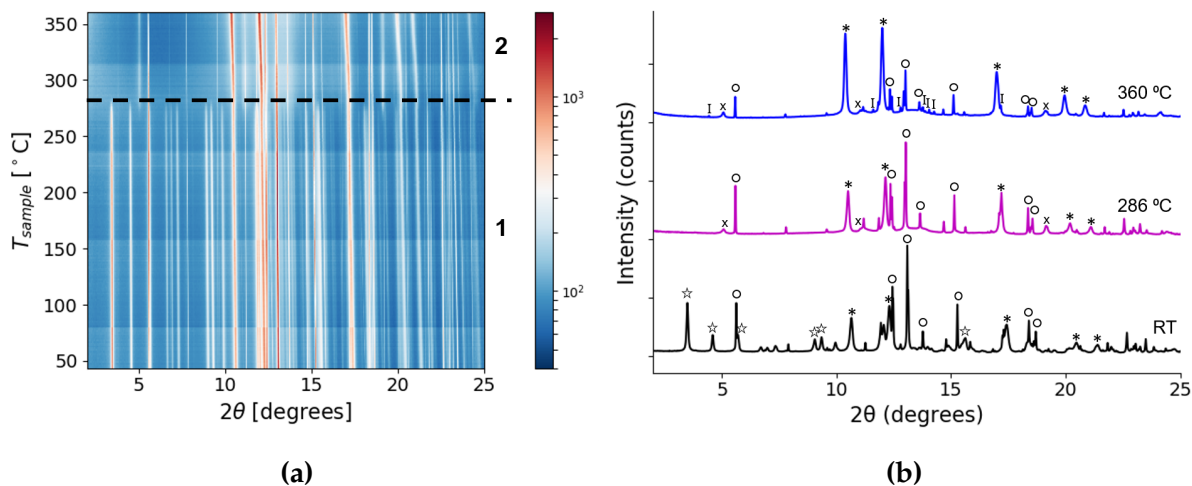 350
300
250
200
150
100
50
T_sample [°C]
5 10 15 20 25
2θ [degrees]
2
1
10³
10²
(a)
Intensity (counts)
* * o o o * o o o x * * x
I x I I I I I I
360 ºC
o * * o o o o * o o x * *
x x
286 ºC
☆ ☆ o ☆ ☆ ☆ * * o o o o ☆ * o o * *
RT
5 10 15 20 25
2θ (degrees)
(b)